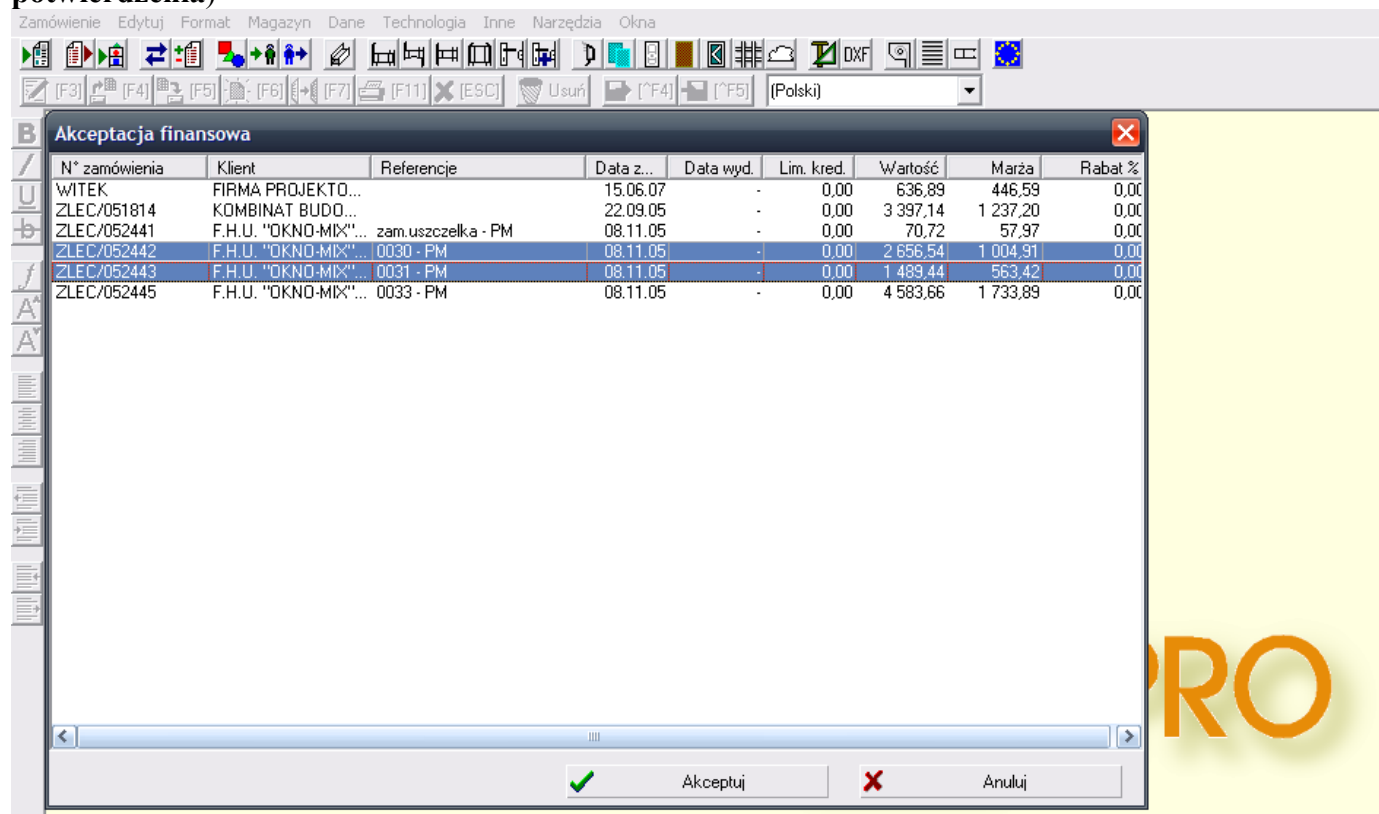 potwierdzenia)
Zamówienie Edytuj Format Magazyn Dane Technologia Inne Narzędzia Okna
DXF
[F3] [F4] [F5] [F6] [F7] [F11] [ESC] Usuń [^F4] [^F5] (Polski)
B Akceptacja finansowa
I N° zamówienia Klient Referencje Data z... Data wyd. Lim. kred. Wartość Marża Rabat %
U WITEK FIRMA PROJEKTO... 15.06.07 - 0,00 636,89 446,59 0,00
ZLEC/051814 KOMBINAT BUDO... 22.09.05 - 0,00 3 397,14 1 237,20 0,00
b ZLEC/052441 F.H.U. "OKNO-MIX"... zam.uszczelka - PM 08.11.05 - 0,00 70,72 57,97 0,00
ZLEC/052442 F.H.U. "OKNO-MIX"... 0030 - PM 08.11.05 - 0,00 2 656,54 1 004,91 0,00
f ZLEC/052443 F.H.U. "OKNO-MIX"... 0031 - PM 08.11.05 - 0,00 1 489,44 563,42 0,00
A ZLEC/052445 F.H.U. "OKNO-MIX"... 0033 - PM 08.11.05 - 0,00 4 583,66 1 733,89 0,00
A
PRO
Akceptuj Anuluj